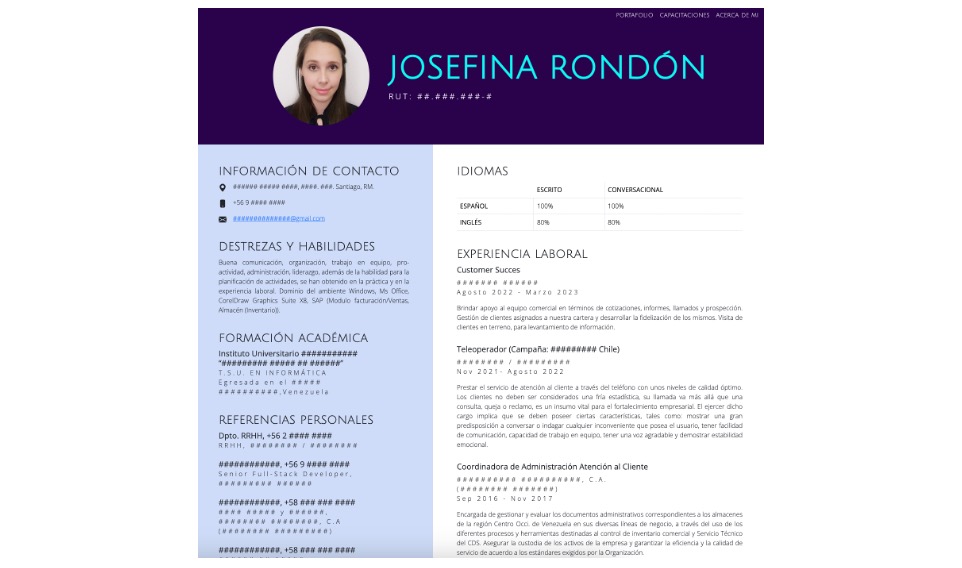 PORTAFOLIO CAPACITACIONES ACERCA DE MI
JOSEFINA RONDÓN
RUT: ##.###.###-#
INFORMACIÓN DE CONTACTO
###### ##### ####, ####. ###. Santiago, RM.
+56 9 #### ####
##############@gmail.com
DESTREZAS Y HABILIDADES
Buena comunicación, organización, trabajo en equipo, pro-
actividad, administración, liderazgo, además de la habilidad para la
planificación de actividades, se han obtenido en la práctica y en la
experiencia laboral. Dominio del ambiente Windows, Ms Office,
CorelDraw Graphics Suite X8, SAP (Modulo facturación/Ventas,
Almacén (Inventario)).
FORMACIÓN ACADÉMICA
Instituto Universitario ###########
"######### ##### ## ######"
T.S.U. EN INFORMÁTICA
Egresada en el #####
##########,Venezuela
REFERENCIAS PERSONALES
Dpto. RRHH, +56 2 #### ####
RRHH, ######## / ########
############, +56 9 #### ####
Senior Full-Stack Developer,
######### ######
############, +58 ### ### ####
#### ##### y ######,
######## ########, C.A
(######## #########)
############, +58 ### ### ####
IDIOMAS
ESCRITO CONVERSACIONAL
ESPAÑOL 100% 100%
INGLÉS 80% 80%
EXPERIENCIA LABORAL
Customer Succes
####### ######
Agosto 2022 - Marzo 2023
Brindar apoyo al equipo comercial en términos de cotizaciones, informes, llamados y prospección.
Gestión de clientes asignados a nuestra cartera y desarrollar la fidelización de los mismos. Visita de
clientes en terreno, para levantamiento de información.
Teleoperador (Campaña: ######### Chile)
######## / #########
Nov 2021- Agosto 2022
Prestar el servicio de atención al cliente a través del teléfono con unos niveles de calidad óptimo.
Los clientes no deben ser considerados una fría estadística, su llamada va más allá que una
consulta, queja o reclamo, es un insumo vital para el fortalecimiento empresarial. El ejercer dicho
cargo implica que se deben poseer ciertas características, tales como: mostrar una gran
predisposición a conversar o indagar cualquier inconveniente que posea el usuario, tener facilidad
de comunicación, capacidad de trabajo en equipo, tener una voz agradable y demostrar estabilidad
emocional.
Coordinadora de Administración Atención al Cliente
########## ##########, C.A.
(######## #######)
Sep 2016 - Nov 2017
Encargada de gestionar y evaluar los documentos administrativos correspondientes a los almacenes
de la región Centro Occi. de Venezuela en sus diversas líneas de negocio, a través del uso de los
diferentes procesos y herramientas destinadas al control de inventario comercial y Servicio Técnico
del CDS. Asegurar la custodia de los activos de la empresa y garantizar la eficiencia y la calidad de
servicio de acuerdo a los estándares exigidos por la Organización.